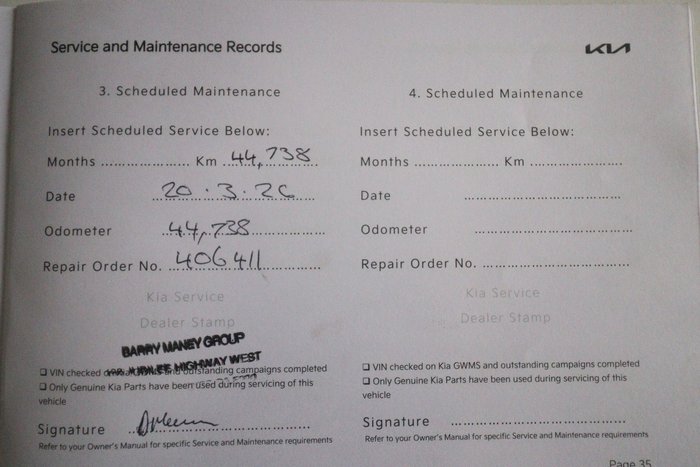 Service and Maintenance Records
KIA
3. Scheduled Maintenance
Insert Scheduled Service Below:
Months ..................... Km 44,738
Date 20.3.26
Odometer 44,738
Repair Order No. 406411
Kia Service
Dealer Stamp
BARRY MANEY GROUP
JUBILEE HIGHWAY WEST
❑ VIN checked on Kia GWMS and outstanding campaigns completed
❑ Only Genuine Kia Parts have been used during servicing of this
vehicle
Signature
Refer to your Owner's Manual for specific Service and Maintenance requirements
4. Scheduled Maintenance
Insert Scheduled Service Below:
Months ..................... Km ......................
Date .....................................
Odometer ...................................
Repair Order No. ...................................
Kia Service
Dealer Stamp
❑ VIN checked on Kia GWMS and outstanding campaigns completed
❑ Only Genuine Kia Parts have been used during servicing of this
vehicle
Signature .........................................
Refer to your Owner's Manual for specific Service and Maintenance requirements
Page 35